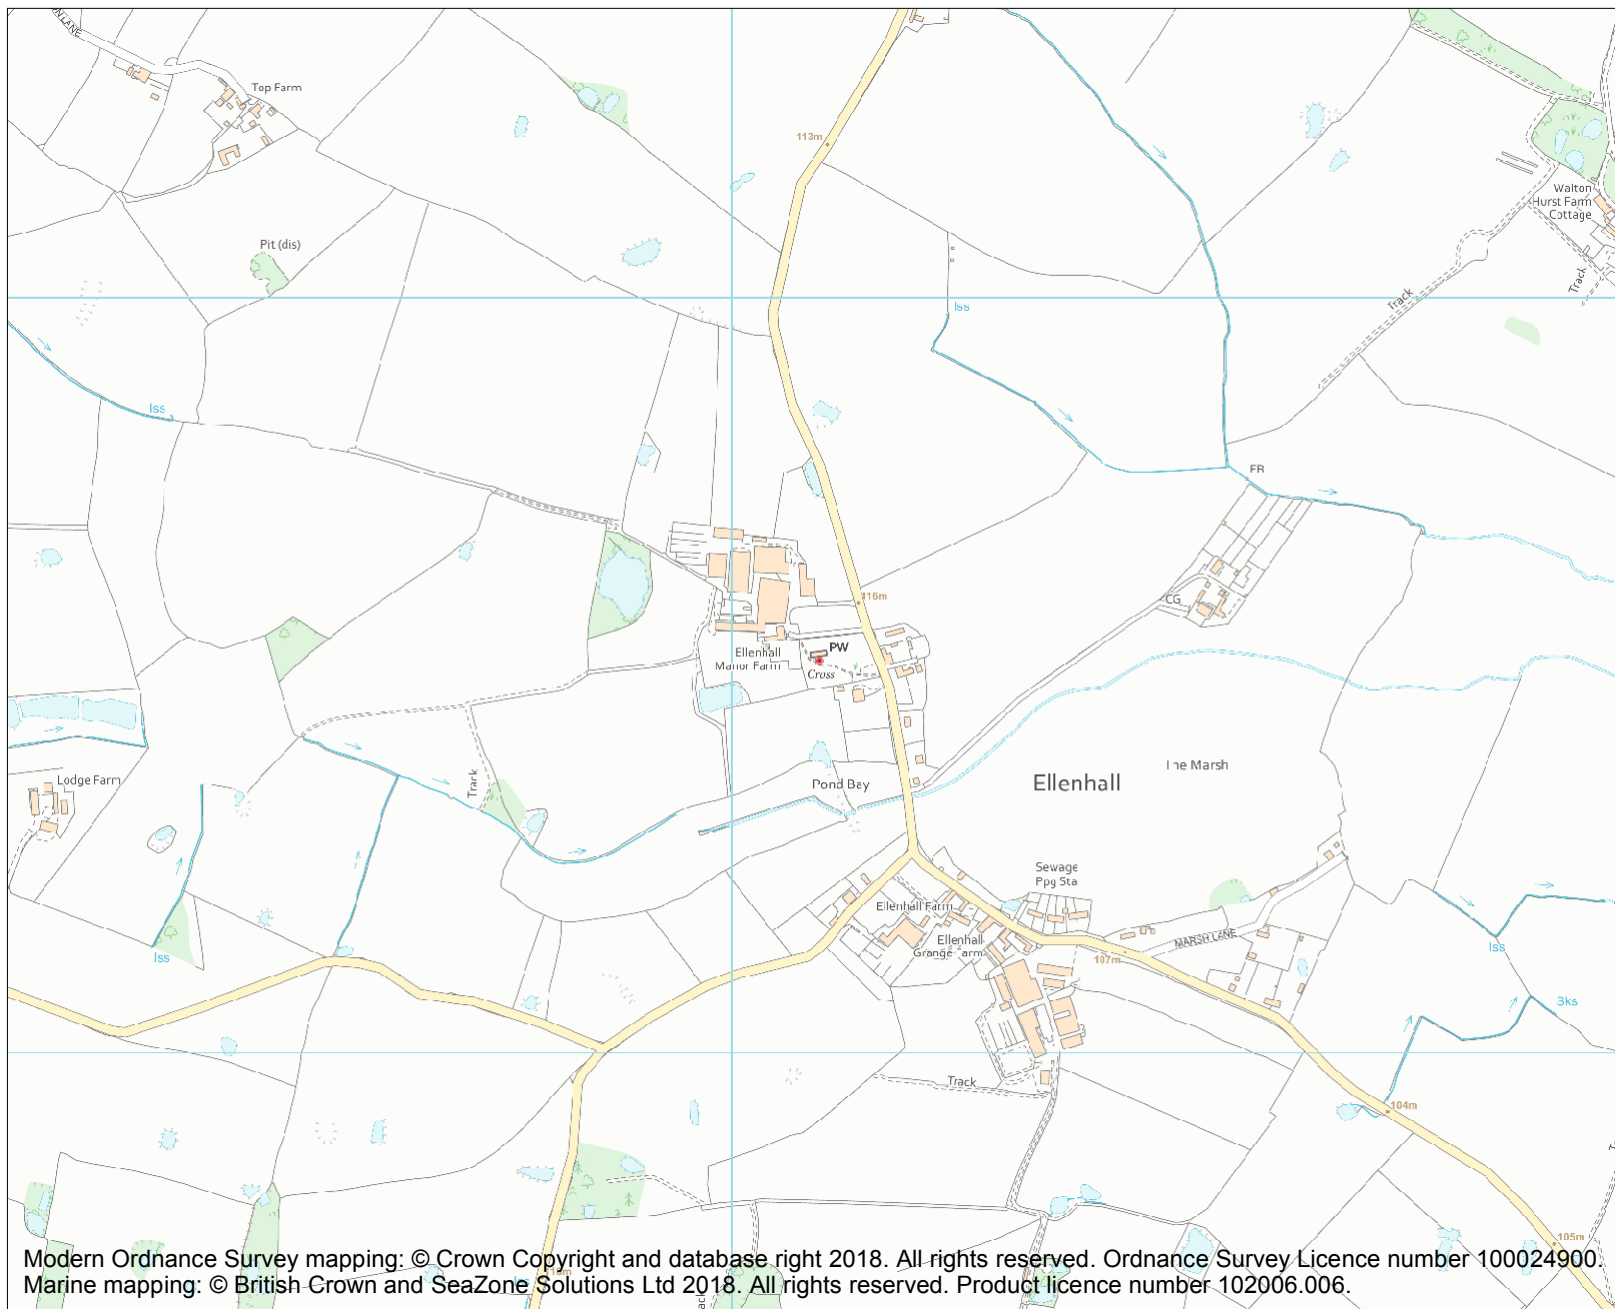 Top Farm
113m
Walton
Hurst Farm
Cottage
Pit (dis)
Track
Track
Iss
Iss
FB
CG
116m
PW
Ellenhall
Manor Farm
Cross
Lodge Farm
Track
Pond Bay
Ellenhall
The Marsh
Sewage
Ppg Sta
Ellenhall Farm
Ellenhall
Grange Farm
MARSH LANE
107m
Iss
Iss
Sks
Track
104m
105m
Modern Ordnance Survey mapping: © Crown Copyright and database right 2018. All rights reserved. Ordnance Survey Licence number 100024900.
Marine mapping: © British Crown and SeaZone Solutions Ltd 2018. All rights reserved. Product licence number 102006.006.